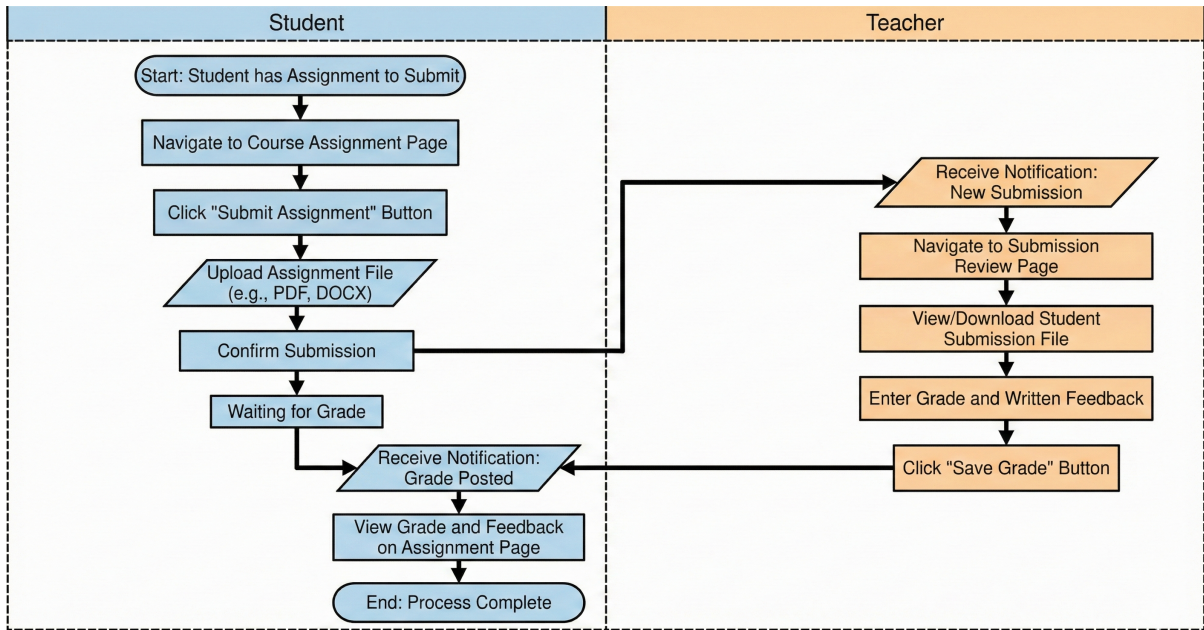 Student
Teacher
Start: Student has Assignment to Submit
Navigate to Course Assignment Page
Click "Submit Assignment" Button
Upload Assignment File
(e.g., PDF, DOCX)
Confirm Submission
Waiting for Grade
Receive Notification:
Grade Posted
View Grade and Feedback
on Assignment Page
End: Process Complete
Receive Notification:
New Submission
Navigate to Submission
Review Page
View/Download Student
Submission File
Enter Grade and Written Feedback
Click "Save Grade" Button